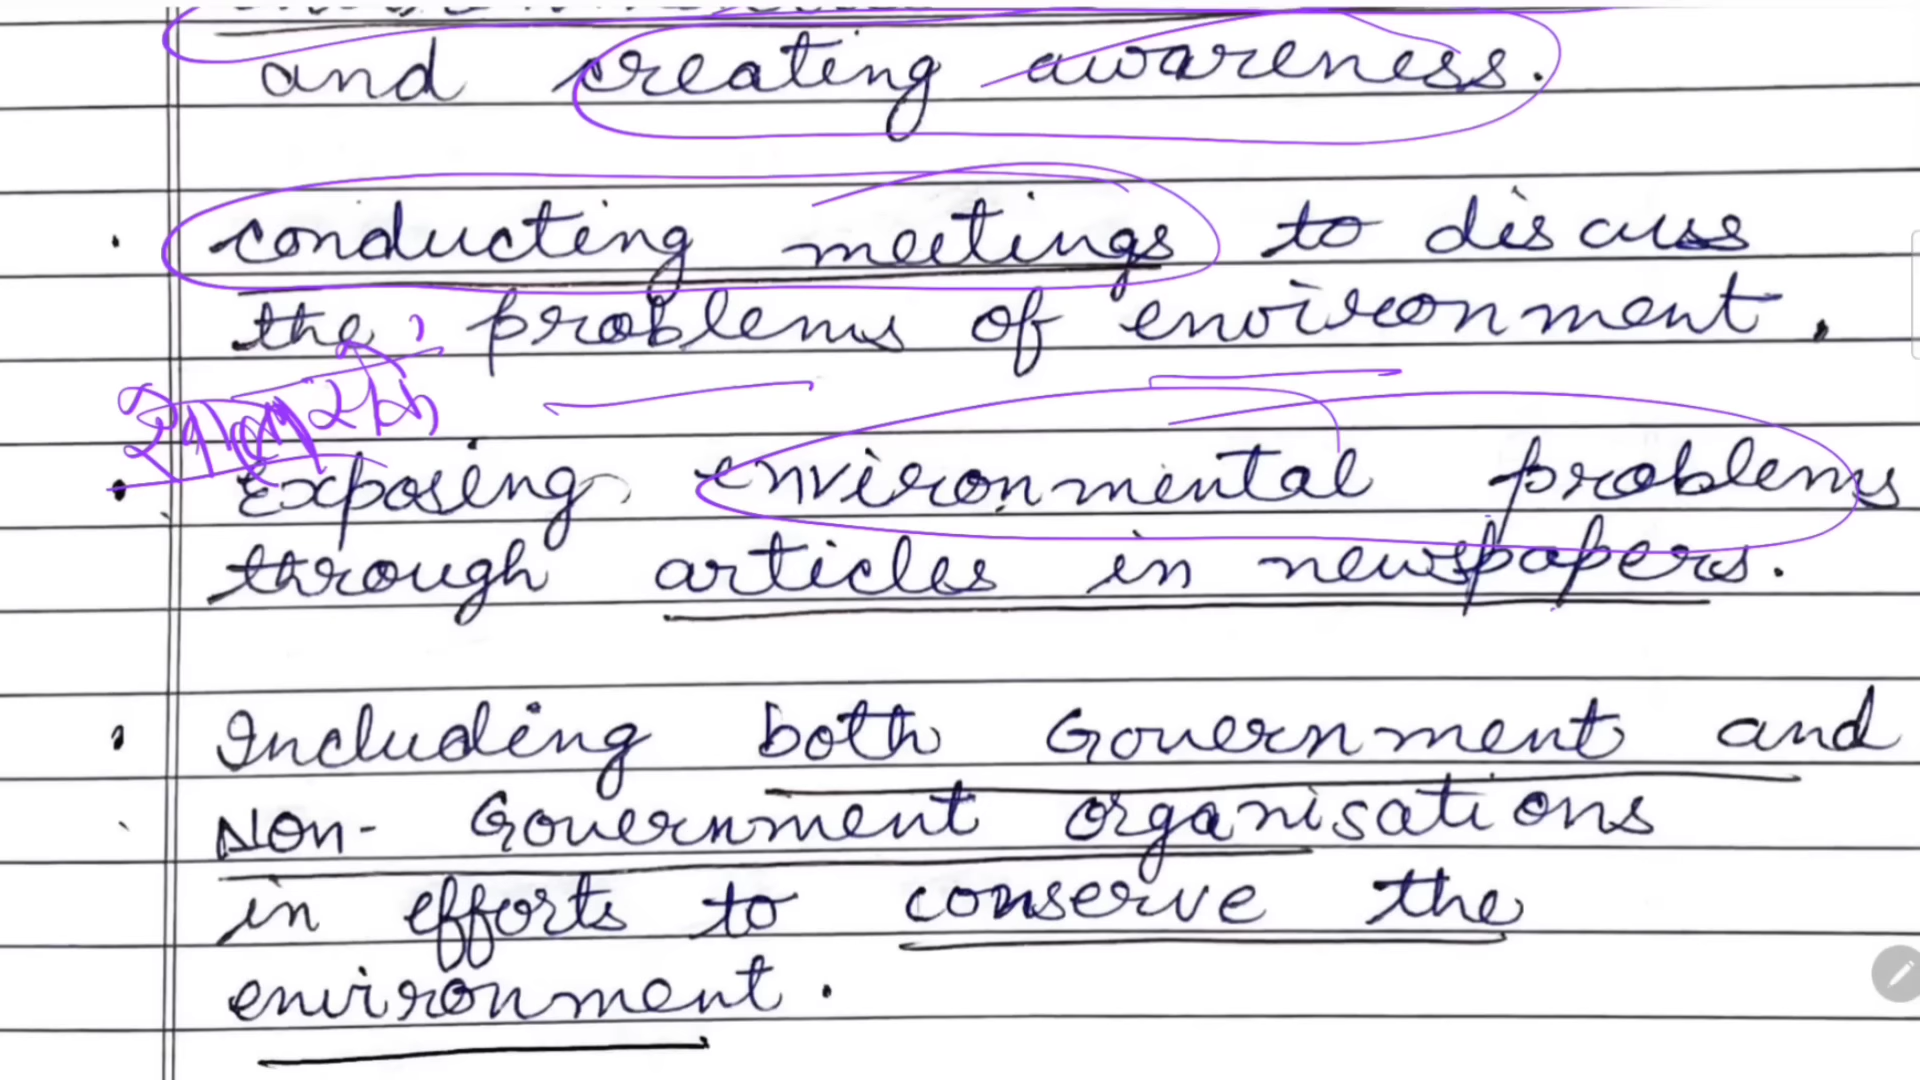 and creating awareness.
. conducting meetings to discuss
the problems of environment.
. Exposing environmental problems
through articles in newspapers.
. Including both Government and
Non-Government organisations
in efforts to conserve the
environment.